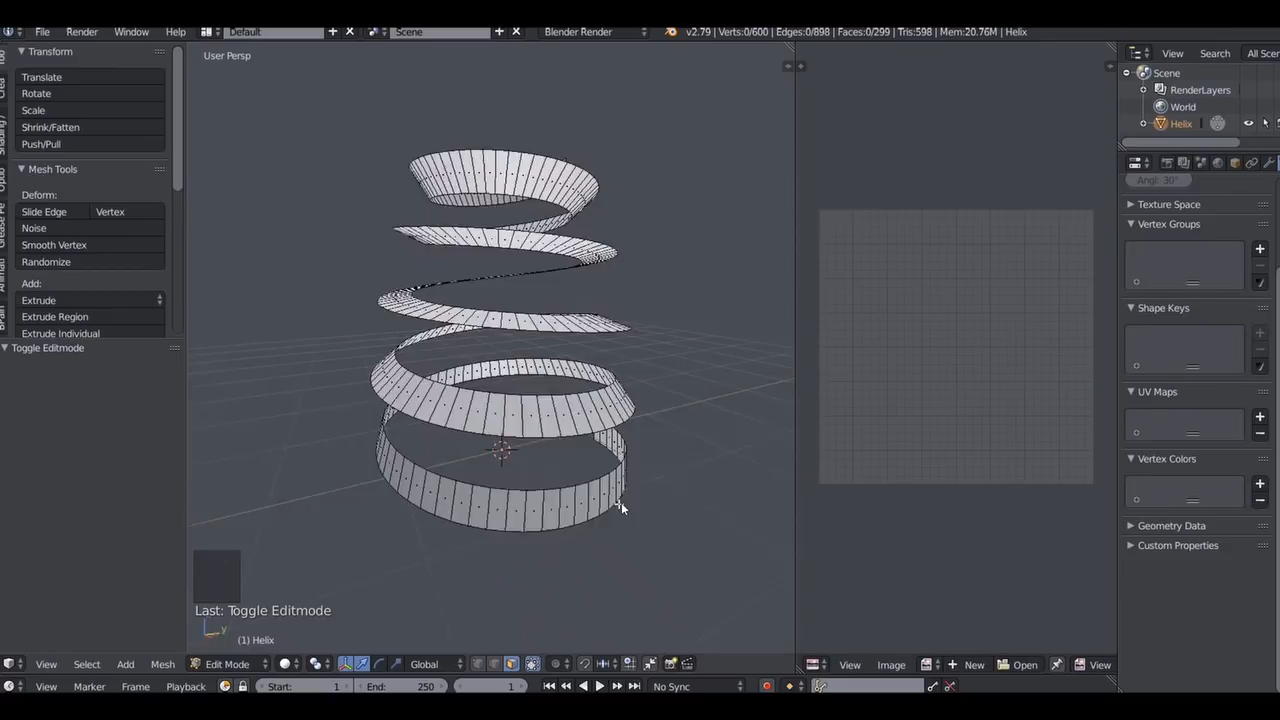 File Render Window Help Default Scene Blender Render v2.79 | Verts:0/600 | Edges:0/898 | Faces:0/299 | Tris:598 | Mem:20.76M | Helix
Transform
Translate
Rotate
Scale
Shrink/Fatten
Push/Pull
Mesh Tools
Deform:
Slide Edge Vertex
Noise
Smooth Vertex
Randomize
Add:
Extrude
Extrude Region
Extrude Individual
Toggle Editmode
User Persp
Last: Toggle Editmode
(1) Helix
View Search All Scen
Scene
RenderLayers
World
Helix
Angl: 30°
Texture Space
Vertex Groups
Shape Keys
UV Maps
Vertex Colors
Geometry Data
Custom Properties
View Select Add Mesh Edit Mode Global
View Image New Open View
View Marker Frame Playback Start: 1 End: 250 1 No Sync